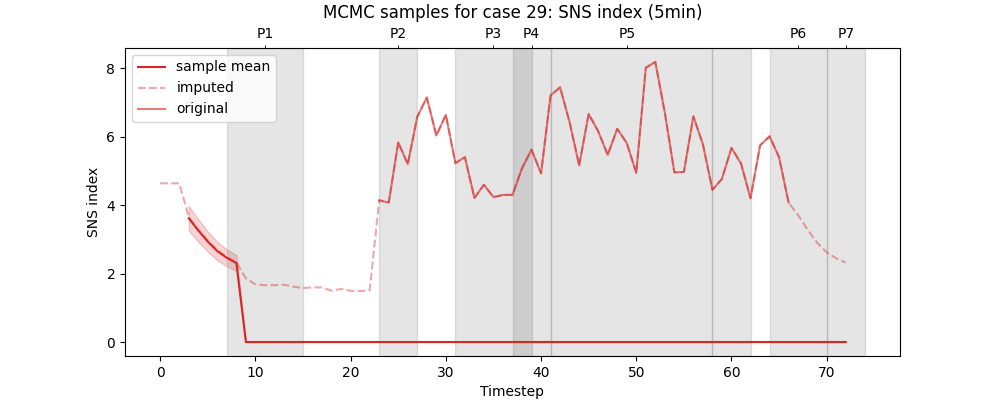 MCMC samples for case 29: SNS index (5min)
P1 P2 P3 P4 P5 P6 P7
sample mean
imputed
original
8
6
4
2
0
SNS index
0 10 20 30 40 50 60 70
Timestep